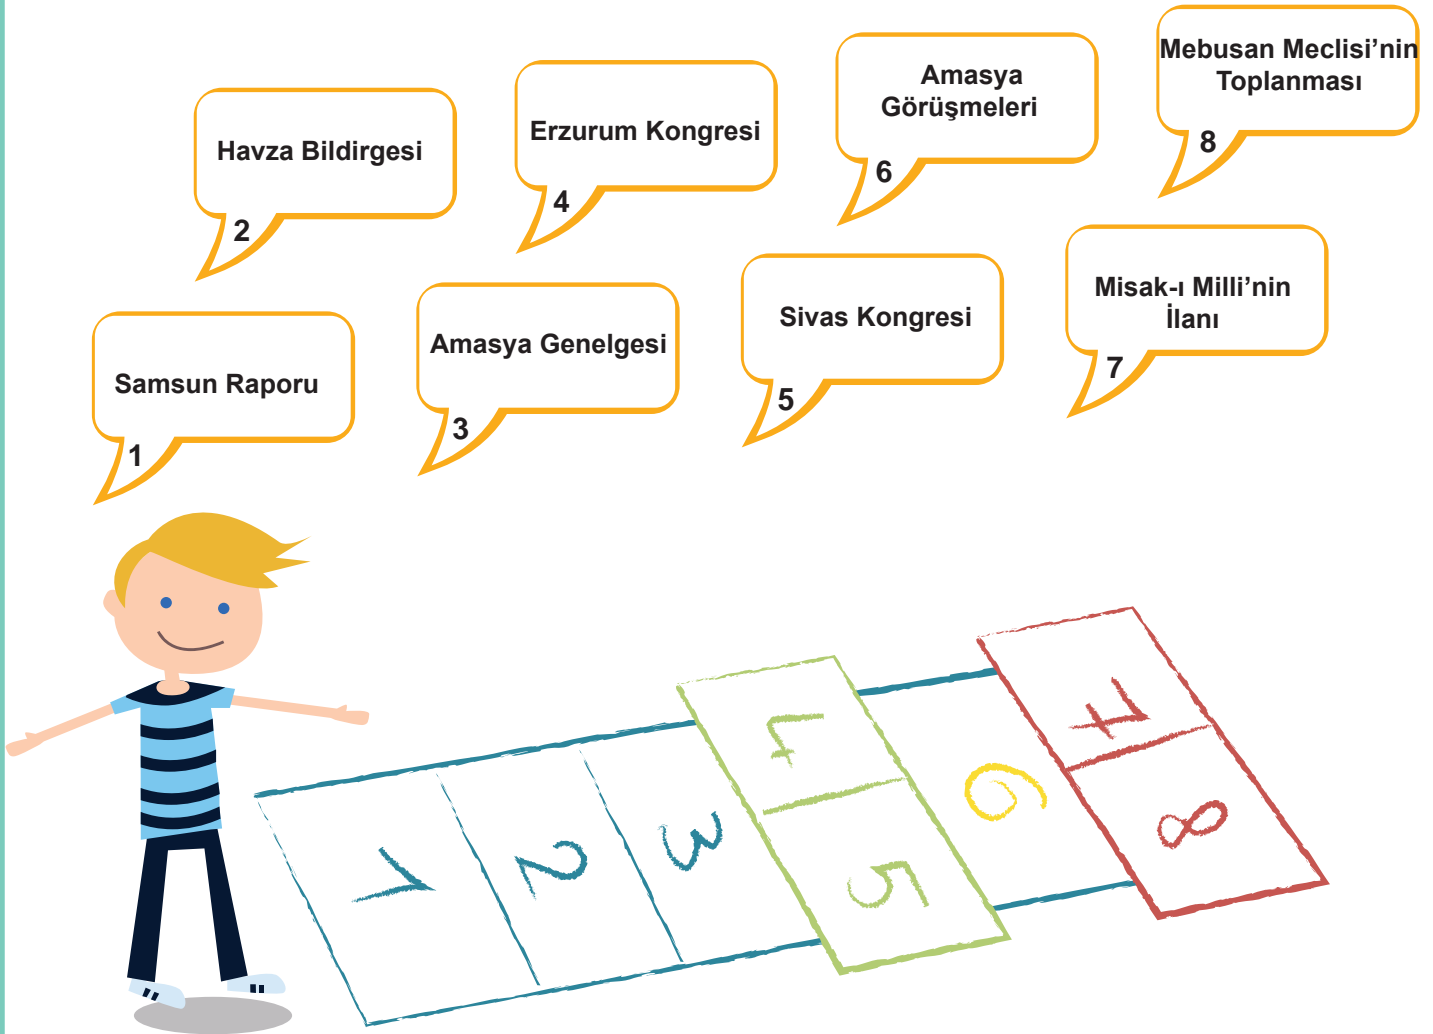 Samsun Raporu
1
Havza Bildirgesi
2
Amasya Genelgesi
3
Erzurum Kongresi
4
Sivas Kongresi
5
Amasya
Görüşmeleri
6
Misak-ı Milli’nin
İlanı
7
Mebusan Meclisi’nin
Toplanması
8
1
2
3
4
5
6
7
8